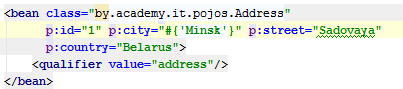 <bean class="by.academy.it.pojos.Address"
p:id="1" p:city="#{'Minsk'}" p:street="Sadovaya"
p:country="Belarus">
<qualifier value="address"/>
</bean>